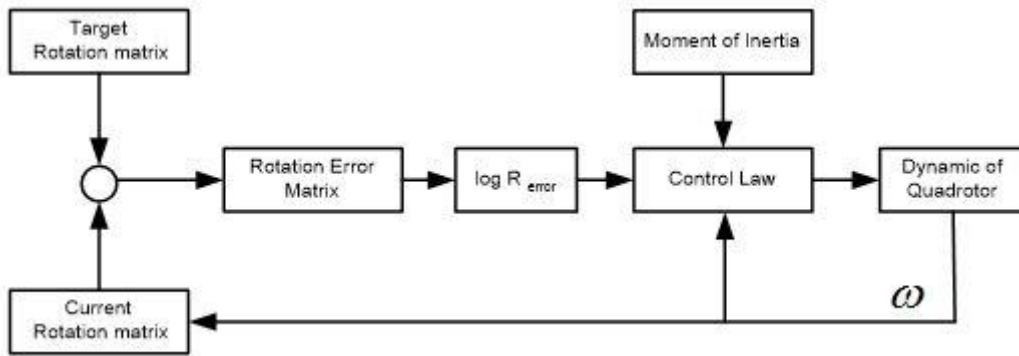 Target
Rotation matrix
Moment of Inertia
Rotation Error
Matrix
log R error
Control Law
Dynamic of
Quadrotor
ω
Current
Rotation matrix